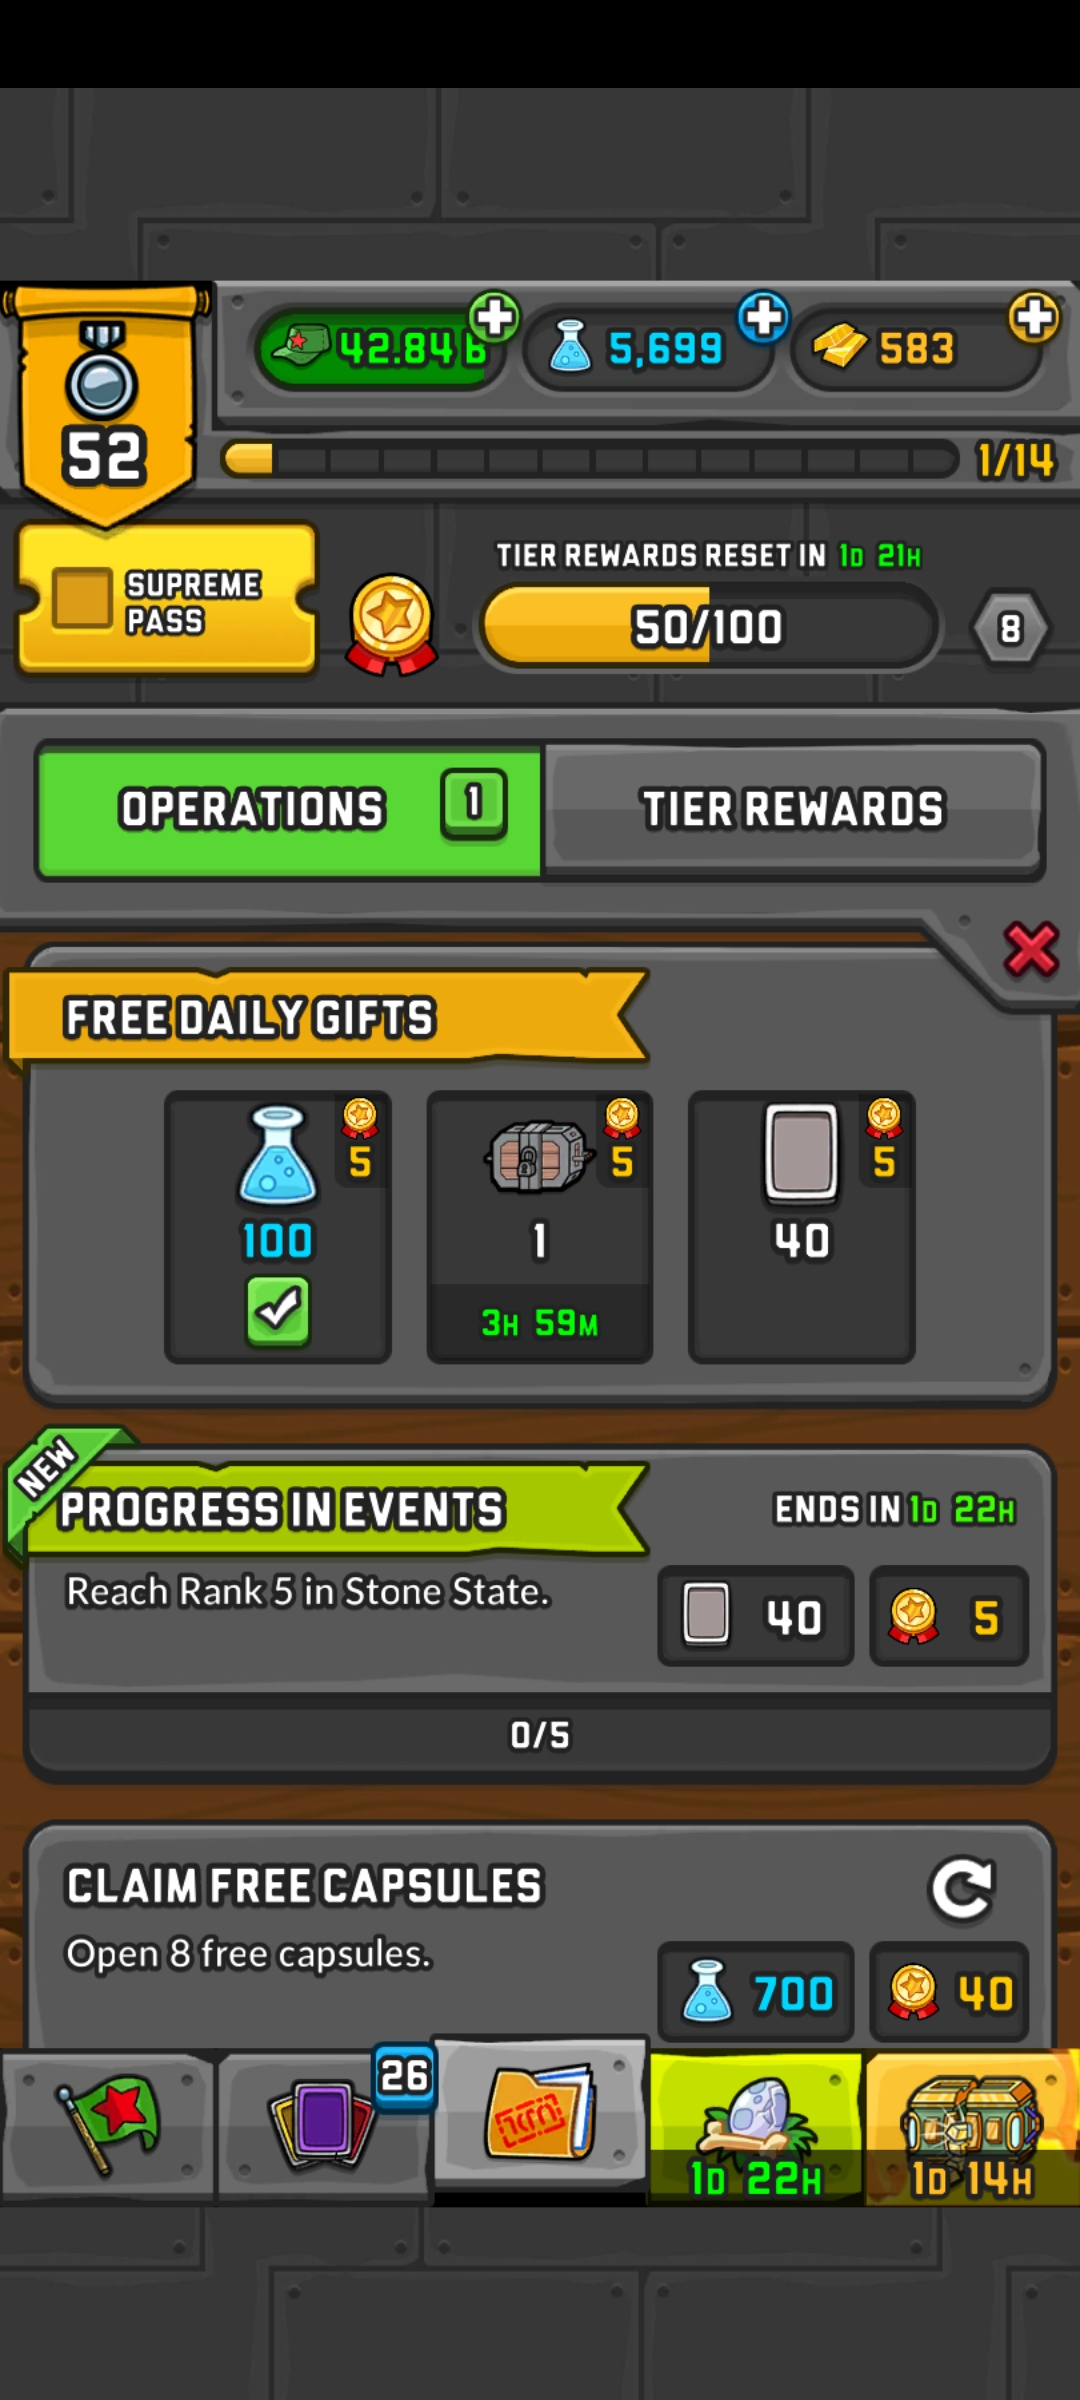 42.84 B
5,699
583
52
1/14
SUPREME
PASS
TIER REWARDS RESET IN 1D 21H
50/100
8
OPERATIONS
1
TIER REWARDS
FREE DAILY GIFTS
5
5
5
100
1
40
3H 59M
NEW
PROGRESS IN EVENTS
ENDS IN 1D 22H
Reach Rank 5 in Stone State.
40
5
0/5
CLAIM FREE CAPSULES
Open 8 free capsules.
700
40
26
1D 22H
1D 14H